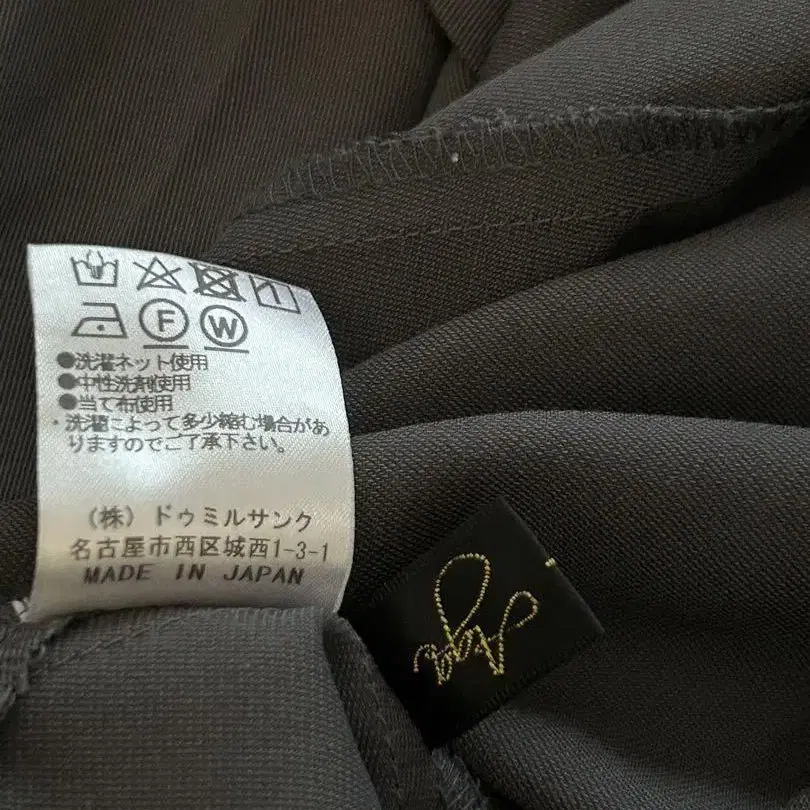 F W
●洗濯ネット使用
●中性洗剤使用
●当て布使用
・洗濯によって多少縮む場合があ
りますのでご了承下さい。
(株) ドゥミルサンク
名古屋市西区城西1-3-1
MADE IN JAPAN